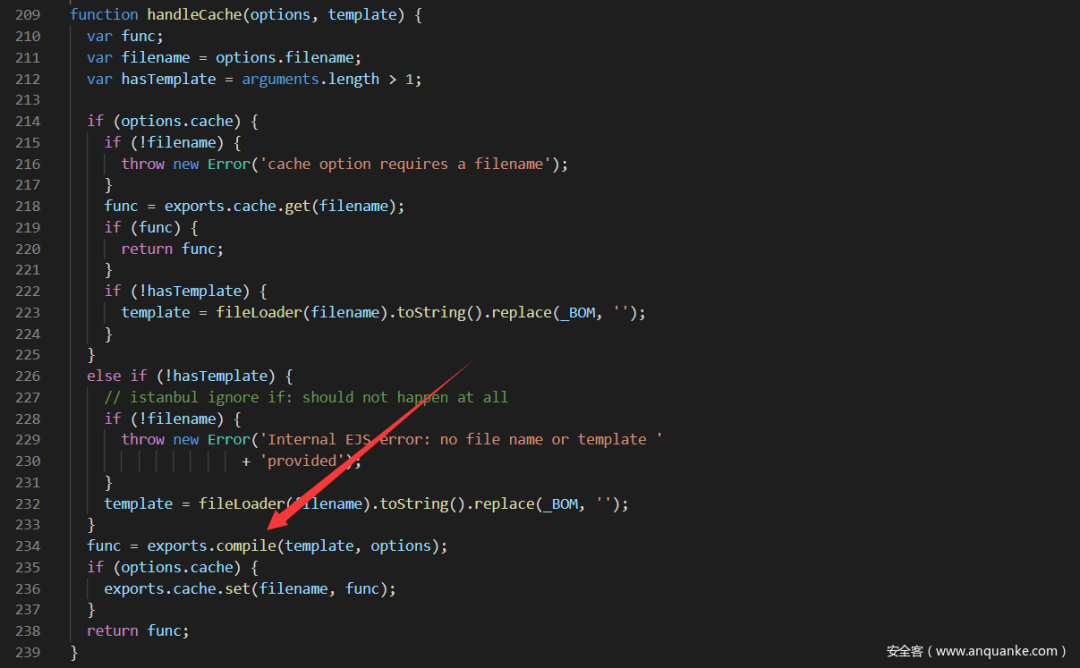 209 function handleCache(options, template) {
210   var func;
211   var filename = options.filename;
212   var hasTemplate = arguments.length > 1;
213
214   if (options.cache) {
215     if (!filename) {
216       throw new Error('cache option requires a filename');
217     }
218     func = exports.cache.get(filename);
219     if (func) {
220       return func;
221     }
222     if (!hasTemplate) {
223       template = fileLoader(filename).toString().replace(_BOM, '');
224     }
225   }
226   else if (!hasTemplate) {
227     // istanbul ignore if: should not happen at all
228     if (!filename) {
229       throw new Error('Internal EJS error: no file name or template '
230                     + 'provided');
231     }
232     template = fileLoader(filename).toString().replace(_BOM, '');
233   }
234   func = exports.compile(template, options);
235   if (options.cache) {
236     exports.cache.set(filename, func);
237   }
238   return func;
239 }
安全客（www.anquanke.com）